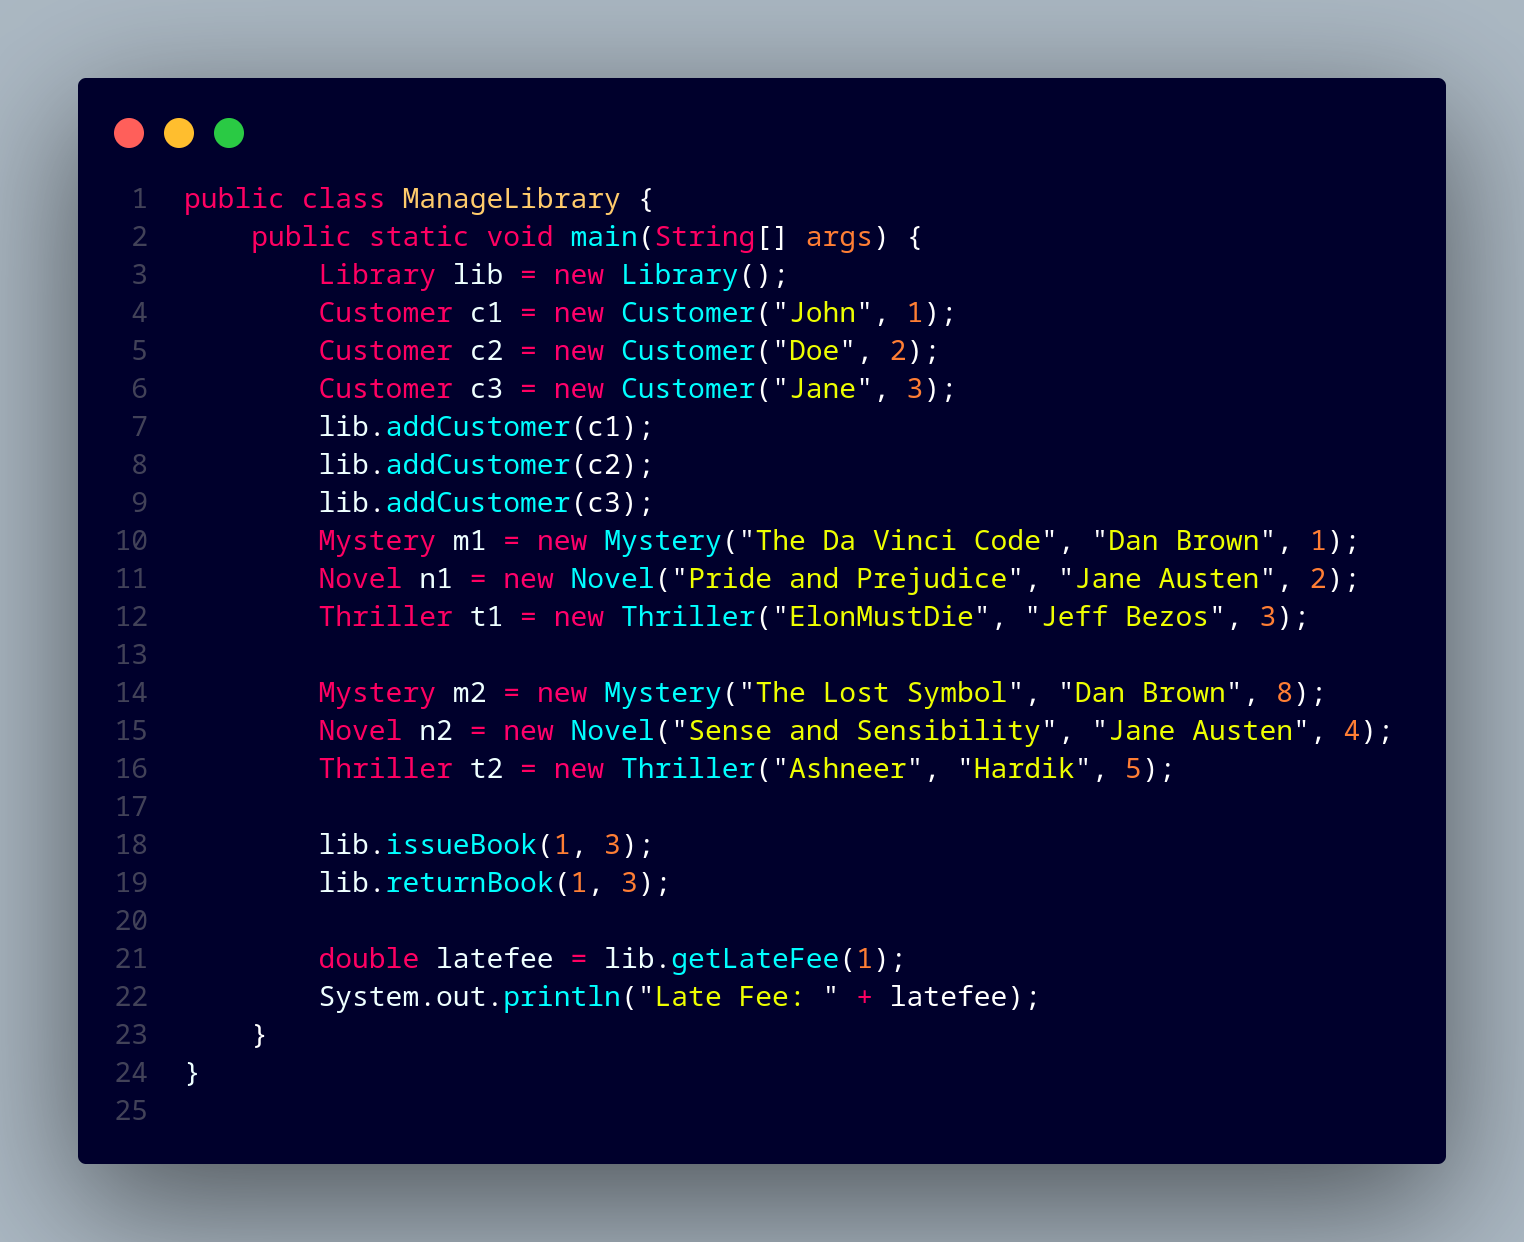 1 public class ManageLibrary {
2     public static void main(String[] args) {
3         Library lib = new Library();
4         Customer c1 = new Customer("John", 1);
5         Customer c2 = new Customer("Doe", 2);
6         Customer c3 = new Customer("Jane", 3);
7         lib.addCustomer(c1);
8         lib.addCustomer(c2);
9         lib.addCustomer(c3);
10         Mystery m1 = new Mystery("The Da Vinci Code", "Dan Brown", 1);
11         Novel n1 = new Novel("Pride and Prejudice", "Jane Austen", 2);
12         Thriller t1 = new Thriller("ElonMustDie", "Jeff Bezos", 3);
13
14         Mystery m2 = new Mystery("The Lost Symbol", "Dan Brown", 8);
15         Novel n2 = new Novel("Sense and Sensibility", "Jane Austen", 4);
16         Thriller t2 = new Thriller("Ashneer", "Hardik", 5);
17
18         lib.issueBook(1, 3);
19         lib.returnBook(1, 3);
20
21         double latefee = lib.getLateFee(1);
22         System.out.println("Late Fee: " + latefee);
23     }
24 }
25